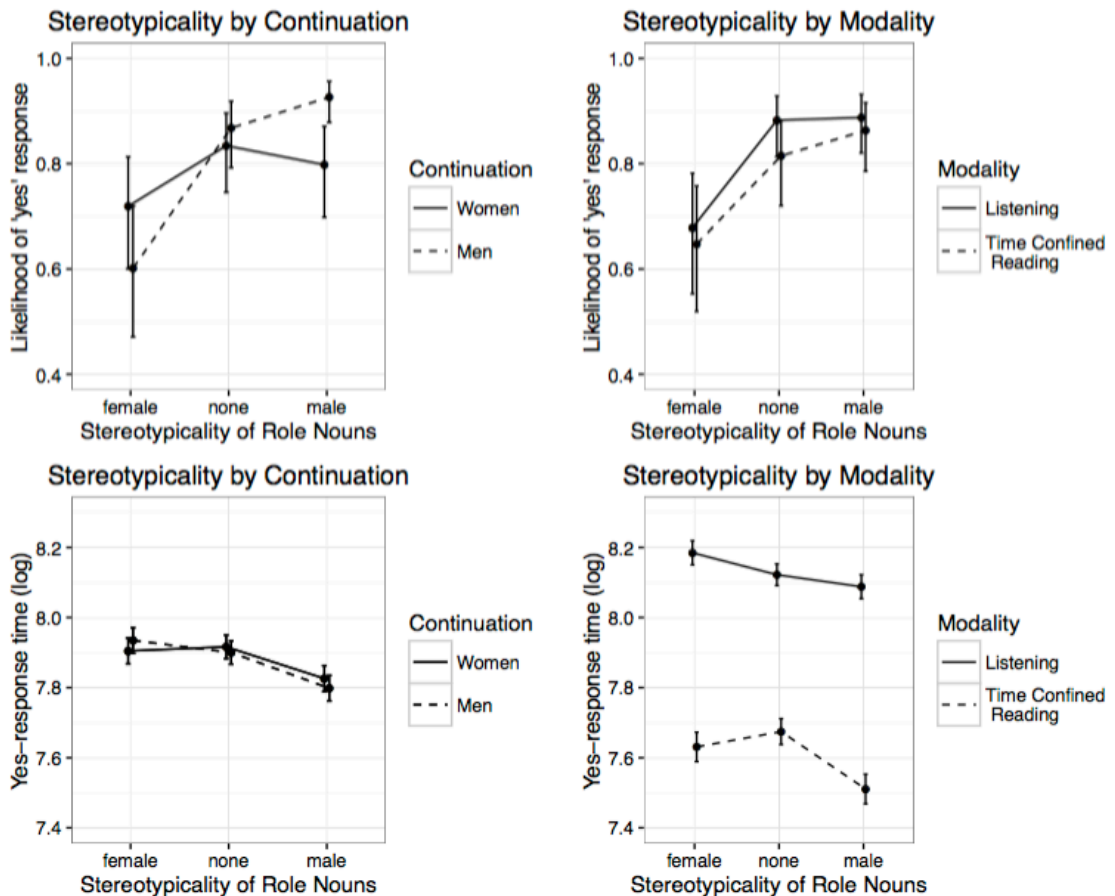 Stereotypicality by Continuation
Likelihood of 'yes' response
1.0
0.8
0.6
0.4
female none male
Stereotypicality of Role Nouns
Continuation
Women
Men
Stereotypicality by Modality
Likelihood of 'yes' response
1.0
0.8
0.6
0.4
female none male
Stereotypicality of Role Nouns
Modality
Listening
Time Confined
Reading
Stereotypicality by Continuation
Yes−response time (log)
8.2
8.0
7.8
7.6
7.4
female none male
Stereotypicality of Role Nouns
Continuation
Women
Men
Stereotypicality by Modality
Yes−response time (log)
8.2
8.0
7.8
7.6
7.4
female none male
Stereotypicality of Role Nouns
Modality
Listening
Time Confined
Reading